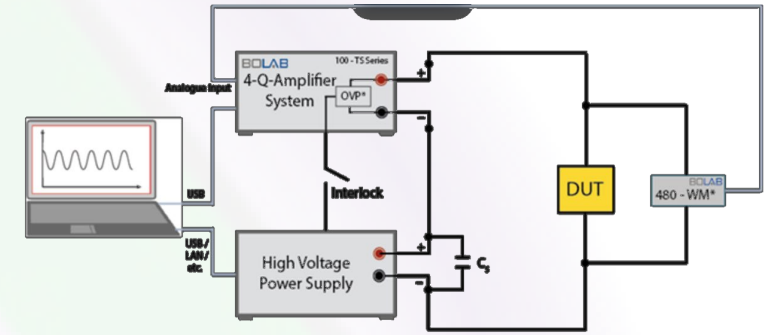 BOLAB
100 - TS Series
4-Q-Amplifier
System
OVP*
+
-
Analogue Input
USB
Interlock
DUT
BOLAB
480 - WM*
USB /
LAN /
etc.
High Voltage
Power Supply
+
-
Cs